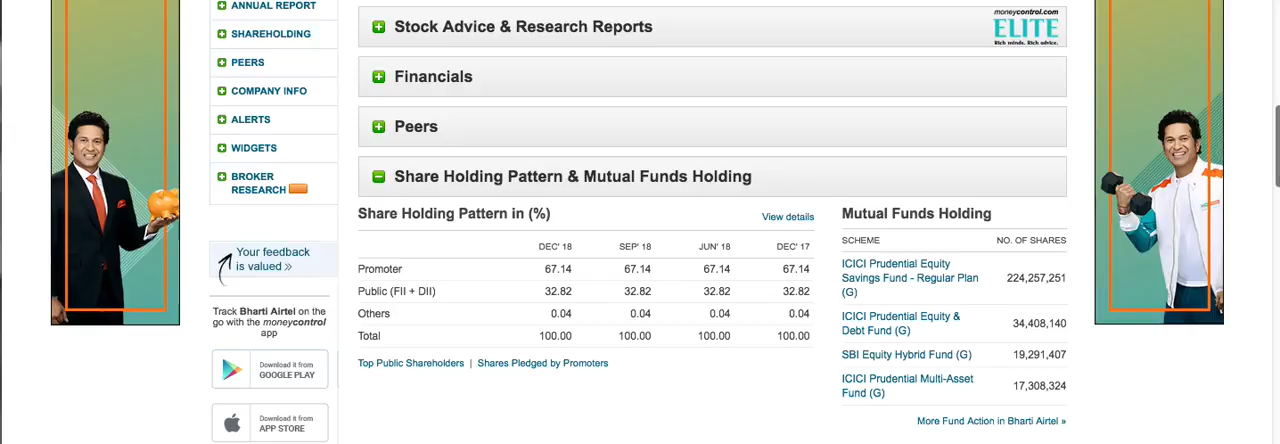 ANNUAL REPORT
SHAREHOLDING
PEERS
COMPANY INFO
ALERTS
WIDGETS
BROKER
RESEARCH
Your feedback
is valued »
Track Bharti Airtel on the
go with the moneycontrol
app
Download it from
GOOGLE PLAY
Download it from
APP STORE
Stock Advice & Research Reports
moneycontrol.com
ELITE
Rich minds. Rich advice.
Financials
Peers
Share Holding Pattern & Mutual Funds Holding
Share Holding Pattern in (%) View details
DEC' 18 SEP' 18 JUN' 18 DEC' 17
Promoter 67.14 67.14 67.14 67.14
Public (FII + DII) 32.82 32.82 32.82 32.82
Others 0.04 0.04 0.04 0.04
Total 100.00 100.00 100.00 100.00
Top Public Shareholders | Shares Pledged by Promoters
Mutual Funds Holding
SCHEME NO. OF SHARES
ICICI Prudential Equity
Savings Fund - Regular Plan 224,257,251
(G)
ICICI Prudential Equity &
Debt Fund (G) 34,408,140
SBI Equity Hybrid Fund (G) 19,291,407
ICICI Prudential Multi-Asset
Fund (G) 17,308,324
More Fund Action in Bharti Airtel »